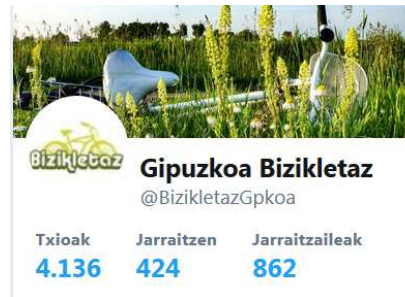 Bizikletaz
Gipuzkoa Bizikletaz
@BizikletazGpkoa
Txioak Jarraitzen Jarraitzaileak
4.136 424 862